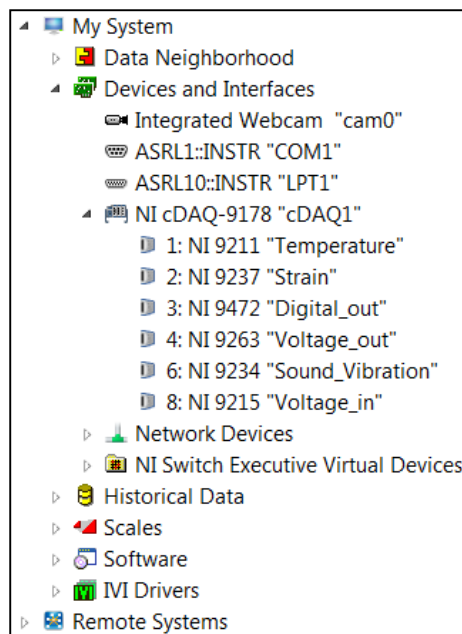 My System
Data Neighborhood
Devices and Interfaces
Integrated Webcam "cam0"
ASRL1::INSTR "COM1"
ASRL10::INSTR "LPT1"
NI cDAQ-9178 "cDAQ1"
1: NI 9211 "Temperature"
2: NI 9237 "Strain"
3: NI 9472 "Digital_out"
4: NI 9263 "Voltage_out"
6: NI 9234 "Sound_Vibration"
8: NI 9215 "Voltage_in"
Network Devices
NI Switch Executive Virtual Devices
Historical Data
Scales
Software
IVI Drivers
Remote Systems